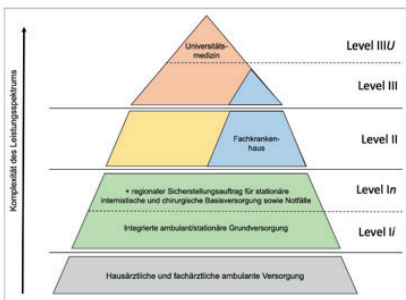 Komplexität des Leistungsspektrums
Universitäts-
medizin
Level IIIU
Level III
Fachkranken-
haus
Level II
+ regionaler Sicherstellungsauftrag für stationäre
internistische und chirurgische Basisversorgung sowie Notfälle
Level In
Integrierte ambulant/stationäre Grundversorgung
Level Ii
Hausärztliche und fachärztliche ambulante Versorgung